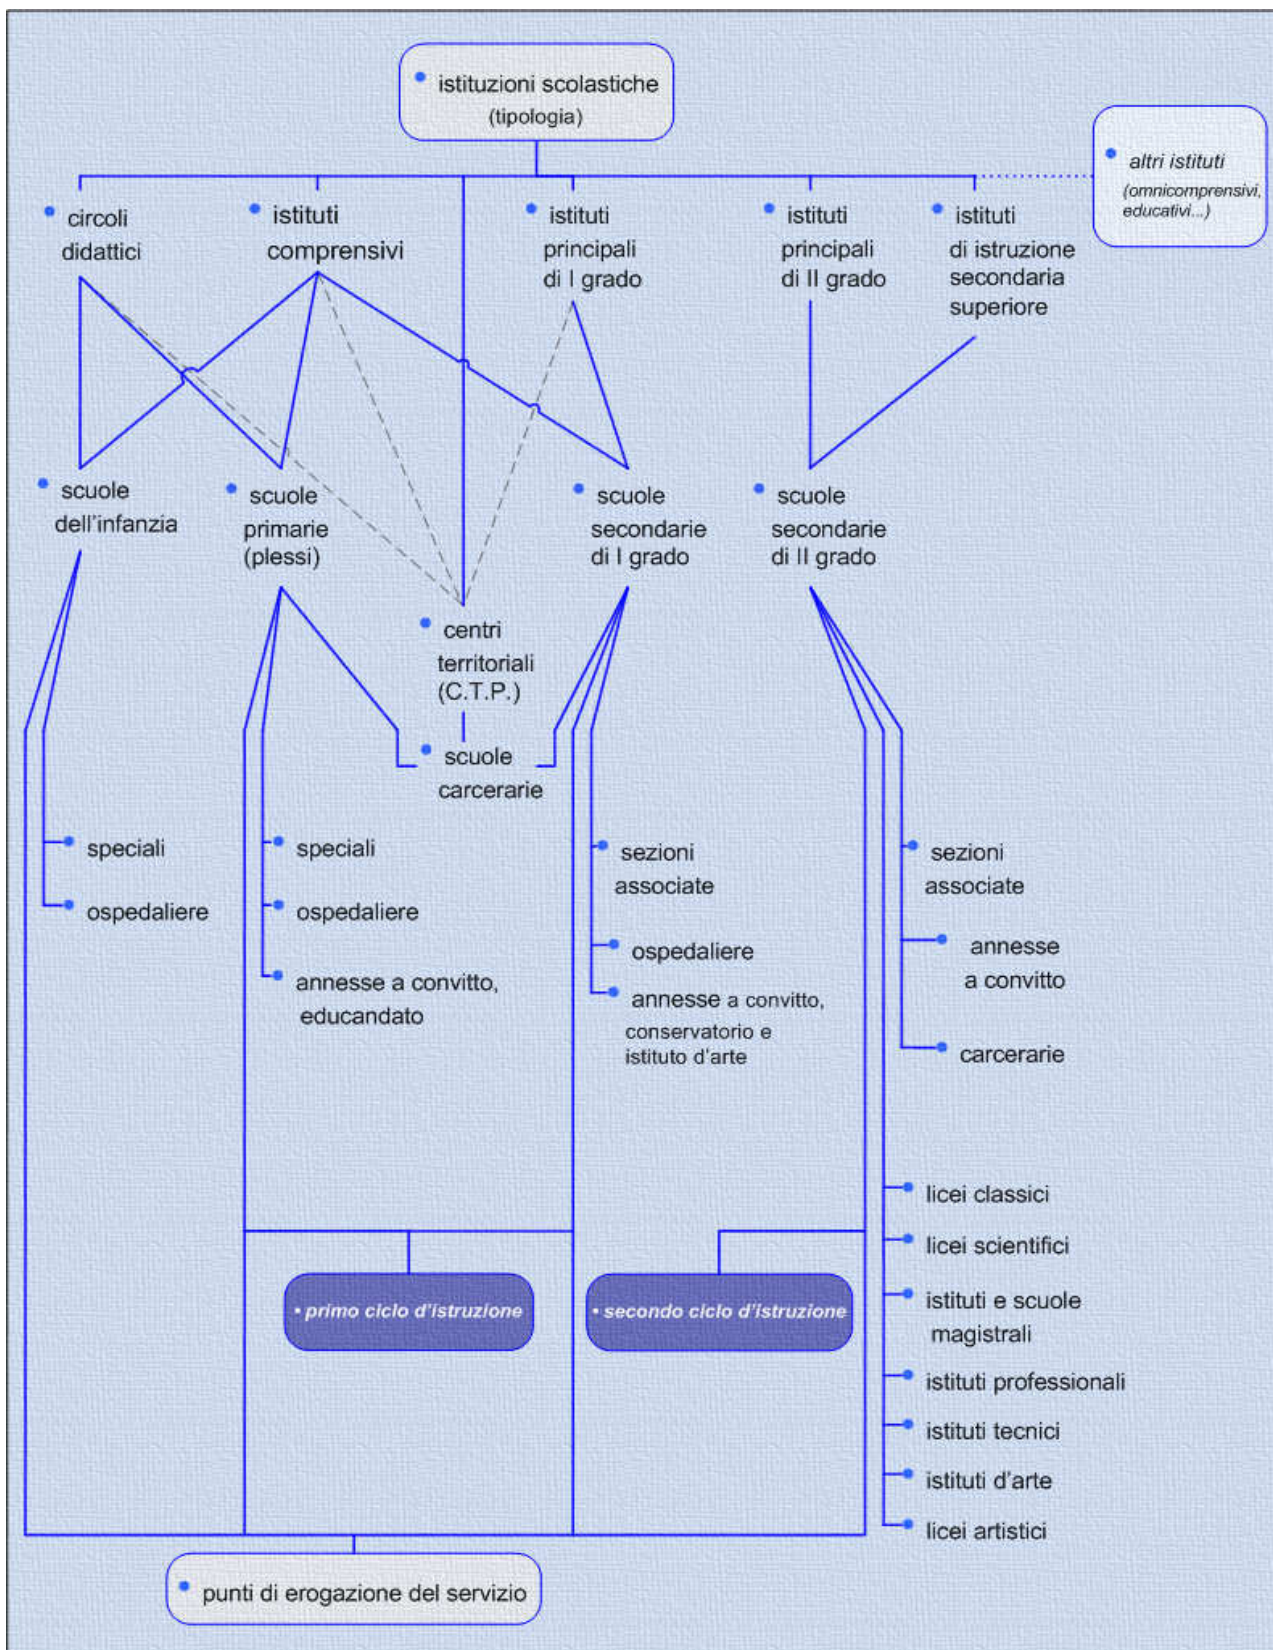 istituzioni scolastiche
(tipologia)
altri istituti
(omnicomprensivi,
educativi...)
circoli
didattici
istituti
comprensivi
istituti
principali
di I grado
istituti
principali
di II grado
istituti
di istruzione
secondaria
superiore
scuole
dell'infanzia
scuole
primarie
(plessi)
scuole
secondarie
di I grado
scuole
secondarie
di II grado
centri
territoriali
(C.T.P.)
scuole
carcerarie
speciali
ospedaliere
speciali
ospedaliere
annesse a convitto,
educandato
sezioni
associate
ospedaliere
annesse a convitto,
conservatorio e
istituto d'arte
sezioni
associate
annesse
a convitto
carcerarie
licei classici
licei scientifici
istituti e scuole
magistrali
istituti professionali
istituti tecnici
istituti d'arte
licei artistici
• primo ciclo d'istruzione
• secondo ciclo d'istruzione
punti di erogazione del servizio